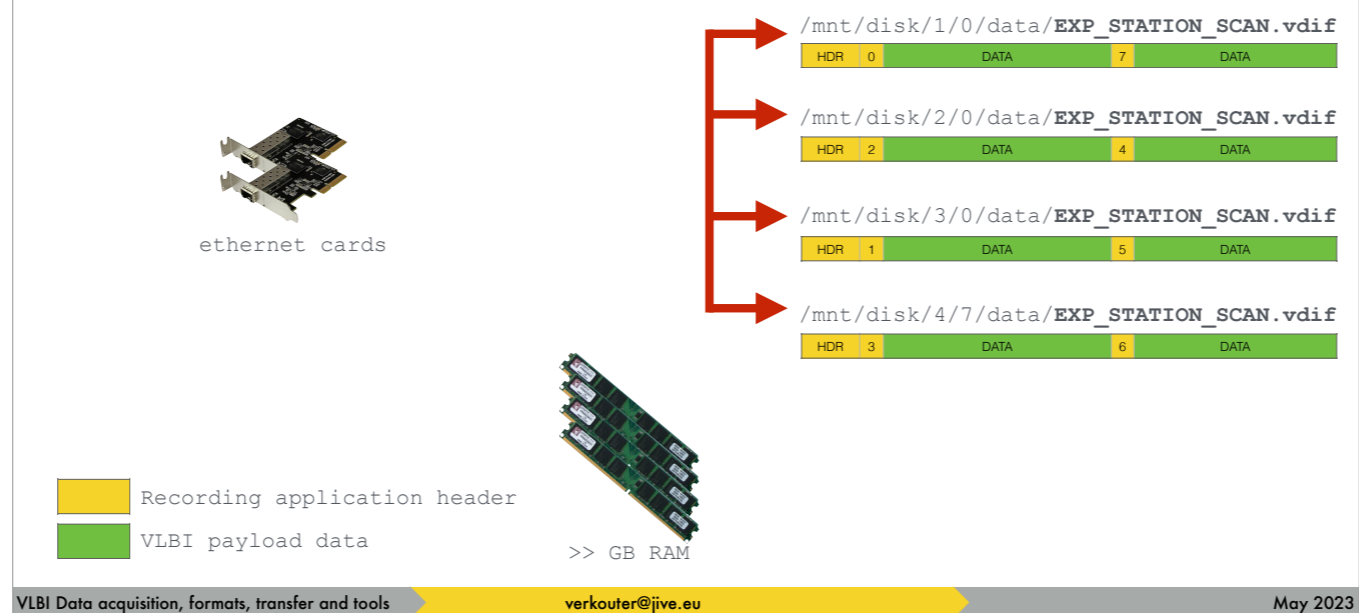 /mnt/disk/1/0/data/EXP_STATION_SCAN.vdif
HDR 0 DATA 7 DATA
/mnt/disk/2/0/data/EXP_STATION_SCAN.vdif
HDR 2 DATA 4 DATA
ethernet cards
/mnt/disk/3/0/data/EXP_STATION_SCAN.vdif
HDR 1 DATA 5 DATA
/mnt/disk/4/7/data/EXP_STATION_SCAN.vdif
HDR 3 DATA 6 DATA
Recording application header
VLBI payload data
>> GB RAM
VLBI Data acquisition, formats, transfer and tools verkouter@jive.eu May 2023